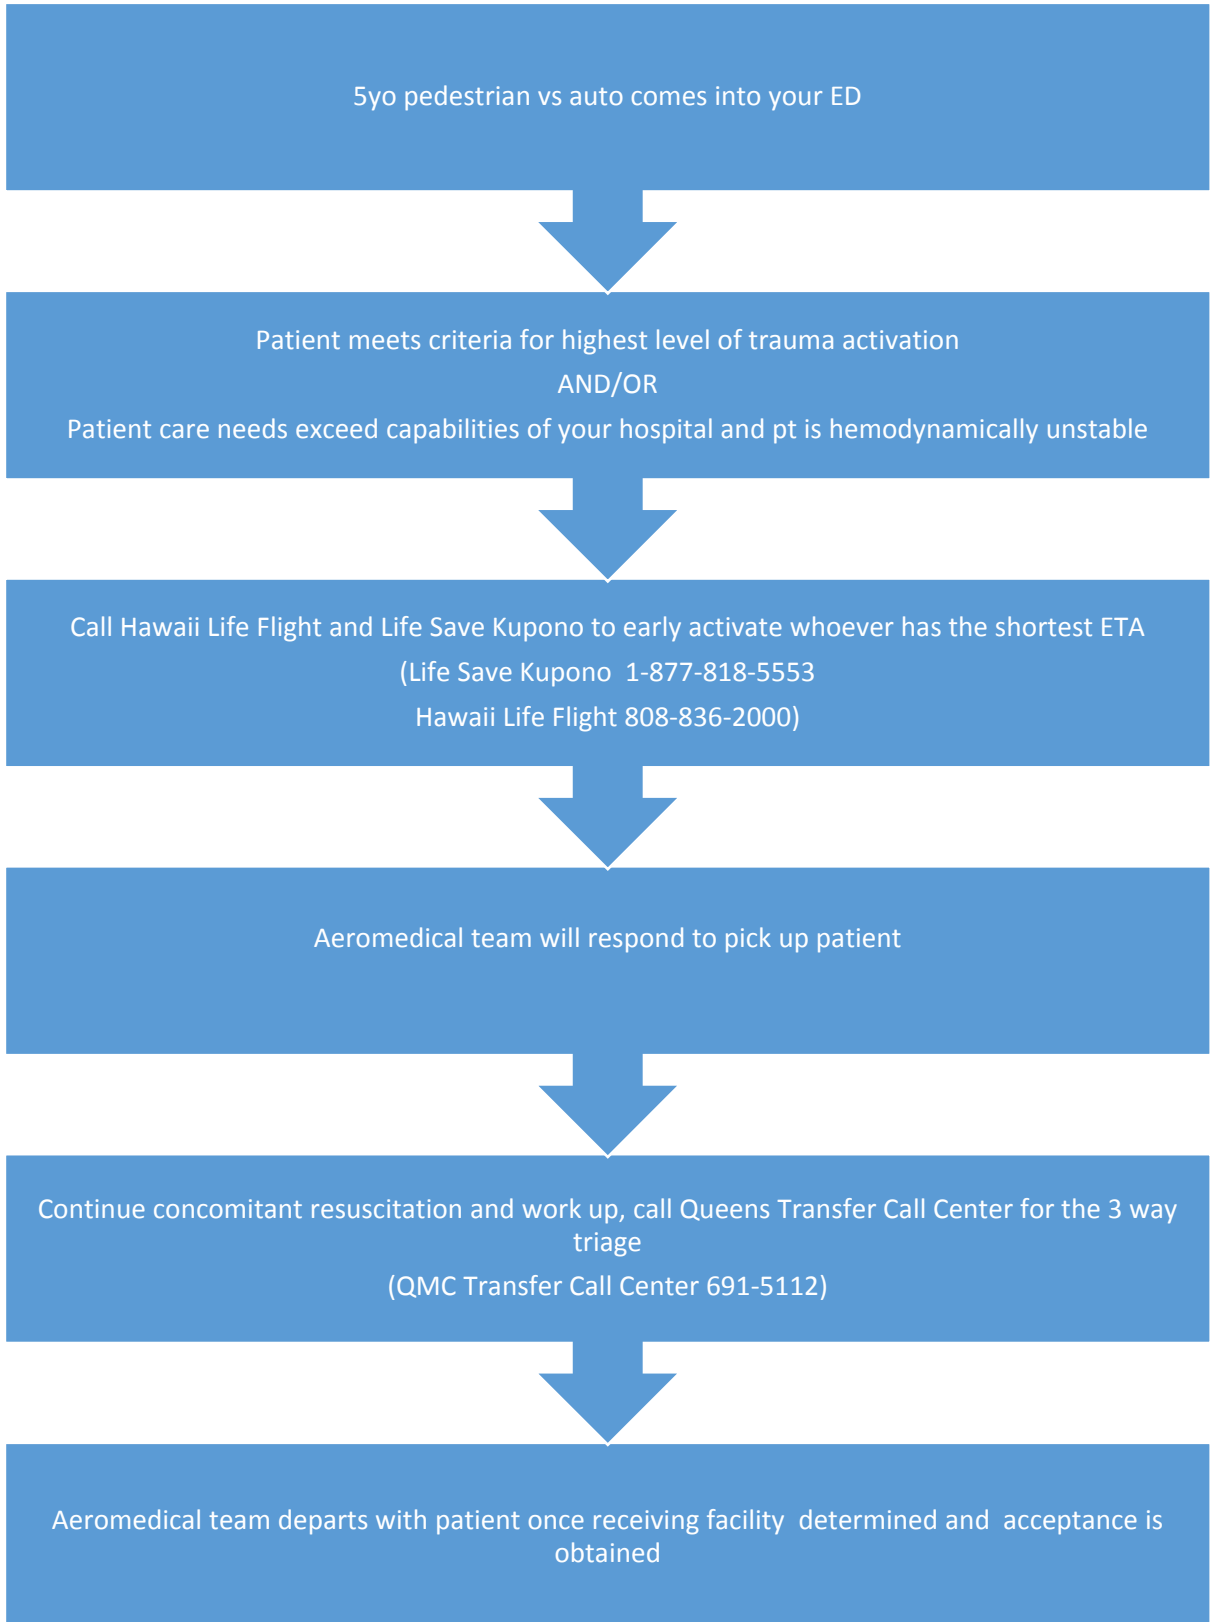 5yo pedestrian vs auto comes into your ED
Patient meets criteria for highest level of trauma activation
AND/OR
Patient care needs exceed capabilities of your hospital and pt is hemodynamically unstable
Call Hawaii Life Flight and Life Save Kupono to early activate whoever has the shortest ETA
(Life Save Kupono  1-877-818-5553
Hawaii Life Flight 808-836-2000)
Aeromedical team will respond to pick up patient
Continue concomitant resuscitation and work up, call Queens Transfer Call Center for the 3 way
triage
(QMC Transfer Call Center 691-5112)
Aeromedical team departs with patient once receiving facility  determined and  acceptance is
obtained